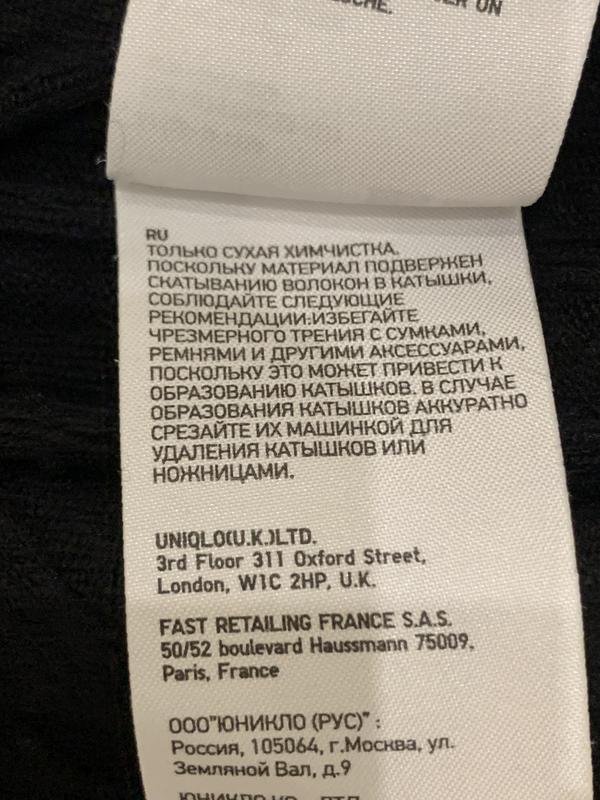 ON
RU
ТОЛЬКО СУХАЯ ХИМЧИСТКА.
ПОСКОЛЬКУ МАТЕРИАЛ ПОДВЕРЖЕН
СКАТЫВАНИЮ ВОЛОКОН В КАТЫШКИ,
СОБЛЮДАЙТЕ СЛЕДУЮЩИЕ
РЕКОМЕНДАЦИИ:ИЗБЕГАЙТЕ
ЧРЕЗМЕРНОГО ТРЕНИЯ С СУМКАМИ,
РЕМНЯМИ И ДРУГИМИ АКСЕССУАРАМИ,
ПОСКОЛЬКУ ЭТО МОЖЕТ ПРИВЕСТИ К
ОБРАЗОВАНИЮ КАТЫШКОВ. В СЛУЧАЕ
ОБРАЗОВАНИЯ КАТЫШКОВ АККУРАТНО
СРЕЗАЙТЕ ИХ МАШИНКОЙ ДЛЯ
УДАЛЕНИЯ КАТЫШКОВ ИЛИ
НОЖНИЦАМИ.
UNIQLO(U.K.)LTD.
3rd Floor 311 Oxford Street,
London, W1C 2HP, U.K.
FAST RETAILING FRANCE S.A.S.
50/52 boulevard Haussmann 75009,
Paris, France
ООО"ЮНИКЛО (РУС)" :
Россия, 105064, г.Москва, ул.
Земляной Вал, д.9